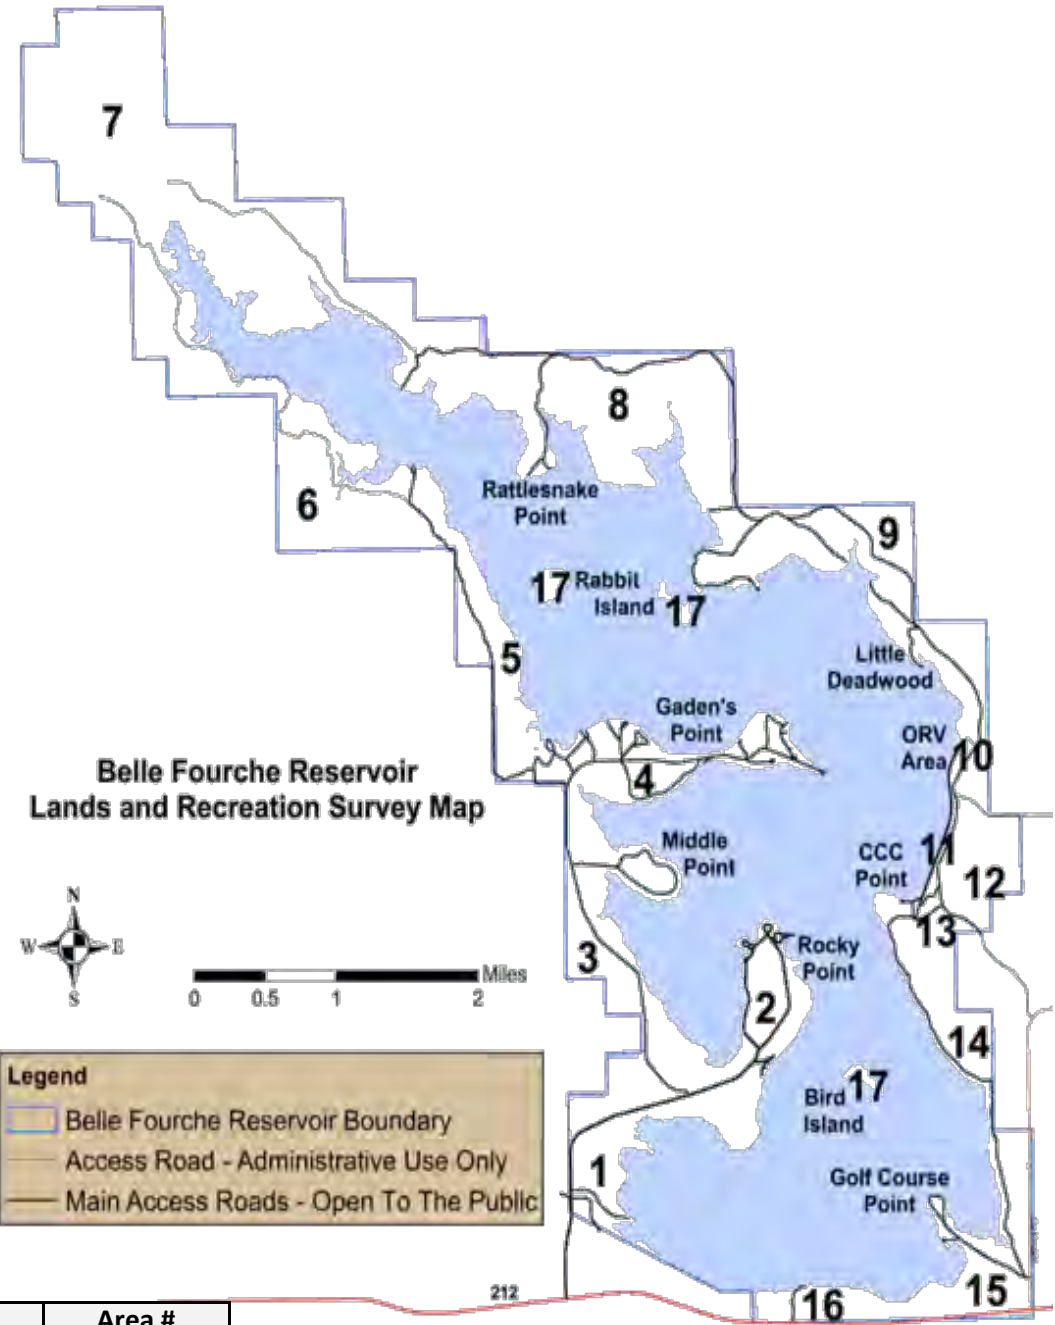 7
8
Rattlesnake
Point
6
9
17 Rabbit
Island 17
5
Little
Deadwood
Gaden's
Point
ORV
Area 10
4
Belle Fourche Reservoir
Lands and Recreation Survey Map
Middle
Point
CCC
Point
11
12
13
N
W E
S
3
Rocky
Point
Miles
0 0.5 1 2
2
14
Legend
Belle Fourche Reservoir Boundary
Access Road - Administrative Use Only
Main Access Roads - Open To The Public
Bird
Island
17
1
Golf Course
Point
212
16
15
Area #